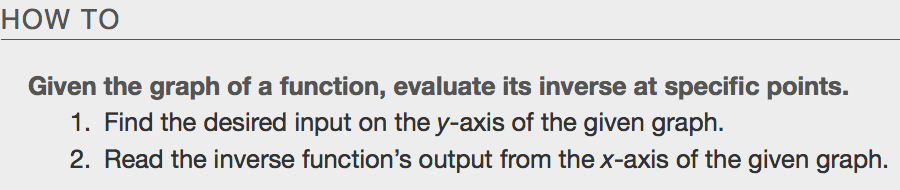 HOW TO
Given the graph of a function, evaluate its inverse at specific points.
1. Find the desired input on the y-axis of the given graph.
2. Read the inverse function’s output from the x-axis of the given graph.